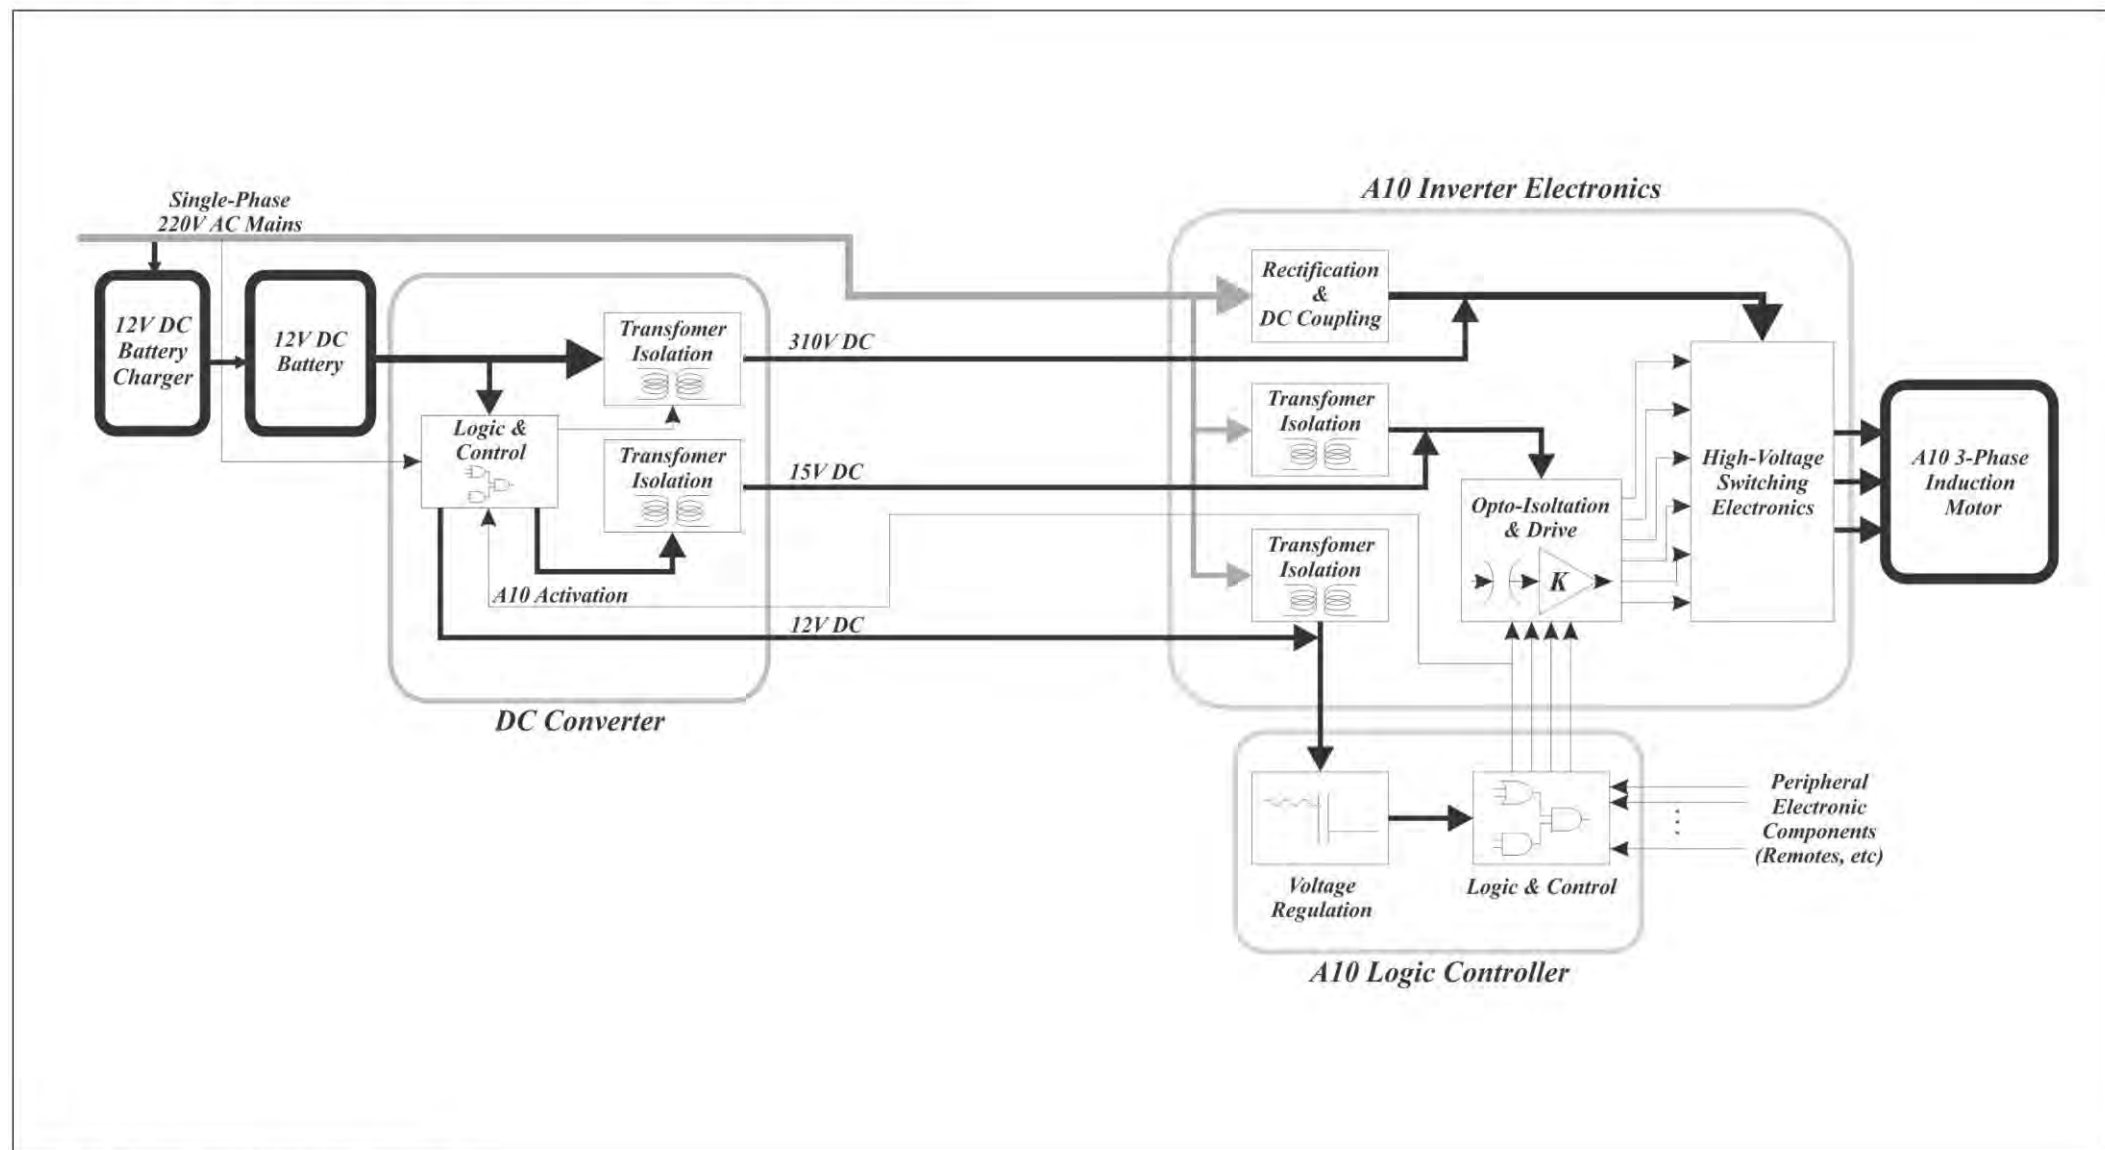 A10 Inverter Electronics
Single-Phase
220V AC Mains
12V DC
Battery
Charger
12V DC
Battery
Transfomer
Isolation
Logic &
Control
Transfomer
Isolation
310V DC
15V DC
A10 Activation
12V DC
DC Converter
Rectification
&
DC Coupling
Transfomer
Isolation
Transfomer
Isolation
Opto-Isoltation
& Drive
K
High-Voltage
Switching
Electronics
A10 3-Phase
Induction
Motor
Voltage
Regulation
Logic & Control
Peripheral
Electronic
Components
(Remotes, etc)
A10 Logic Controller